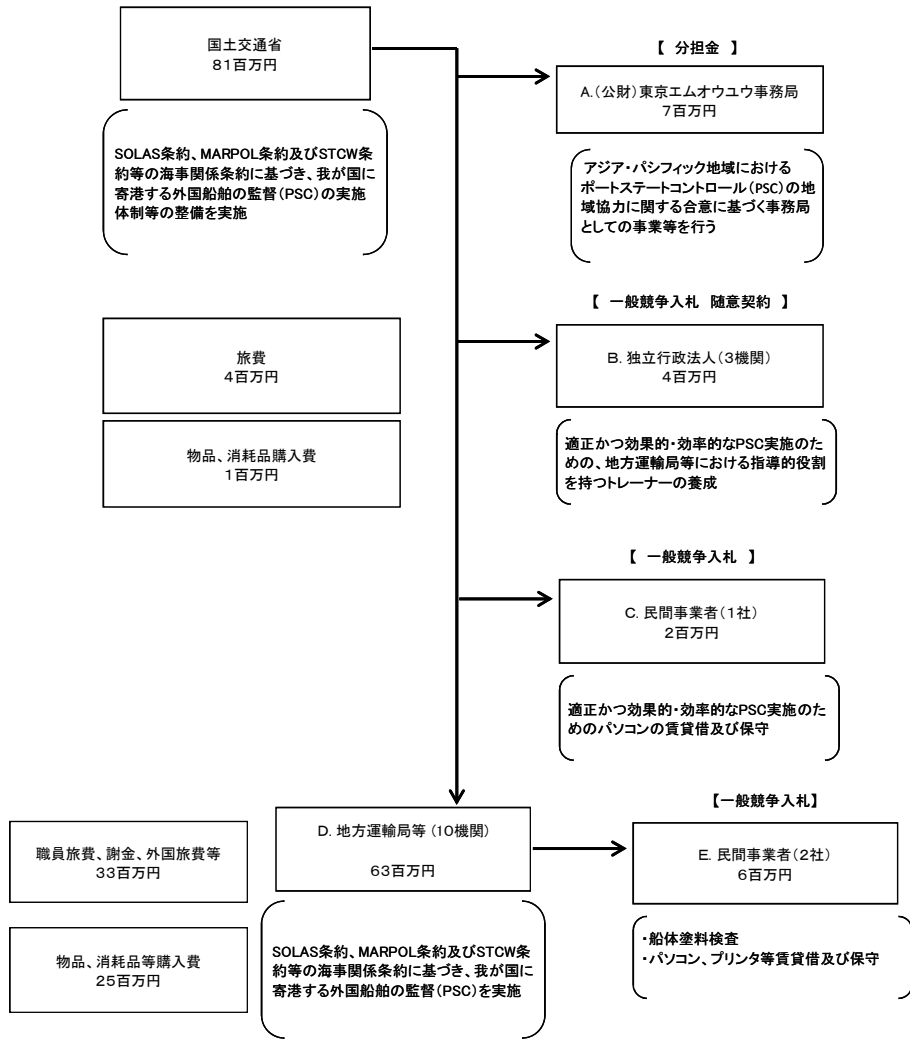 国土交通省
81百万円
SOLAS条約、MARPOL条約及びSTCW条
約等の海事関係条約に基づき、我が国に
寄港する外国船舶の監督(PSC)の実施
体制等の整備を実施
【 分担金 】
A.(公財)東京エムオウユウ事務局
7百万円
アジア・パシフィック地域における
ポートステートコントロール(PSC)の地
域協力に関する合意に基づく事務局
としての事業等を行う
旅費
4百万円
物品、消耗品購入費
1百万円
【 一般競争入札 随意契約 】
B. 独立行政法人(3機関)
4百万円
適正かつ効果的・効率的なPSC実施のた
めの、地方運輸局等における指導的役割
を持つトレーナーの養成
【 一般競争入札 】
C. 民間事業者(1社)
2百万円
適正かつ効果的・効率的なPSC実施のた
めのパソコンの賃貸借及び保守
職員旅費、謝金、外国旅費等
33百万円
物品、消耗品等購入費
25百万円
D. 地方運輸局等 (10機関)
63百万円
SOLAS条約、MARPOL条約及びSTCW条
約等の海事関係条約に基づき、我が国に
寄港する外国船舶の監督(PSC)を実施
【一般競争入札】
E. 民間事業者(2社)
6百万円
・船体塗料検査
・パソコン、プリンタ等賃貸借及び保守